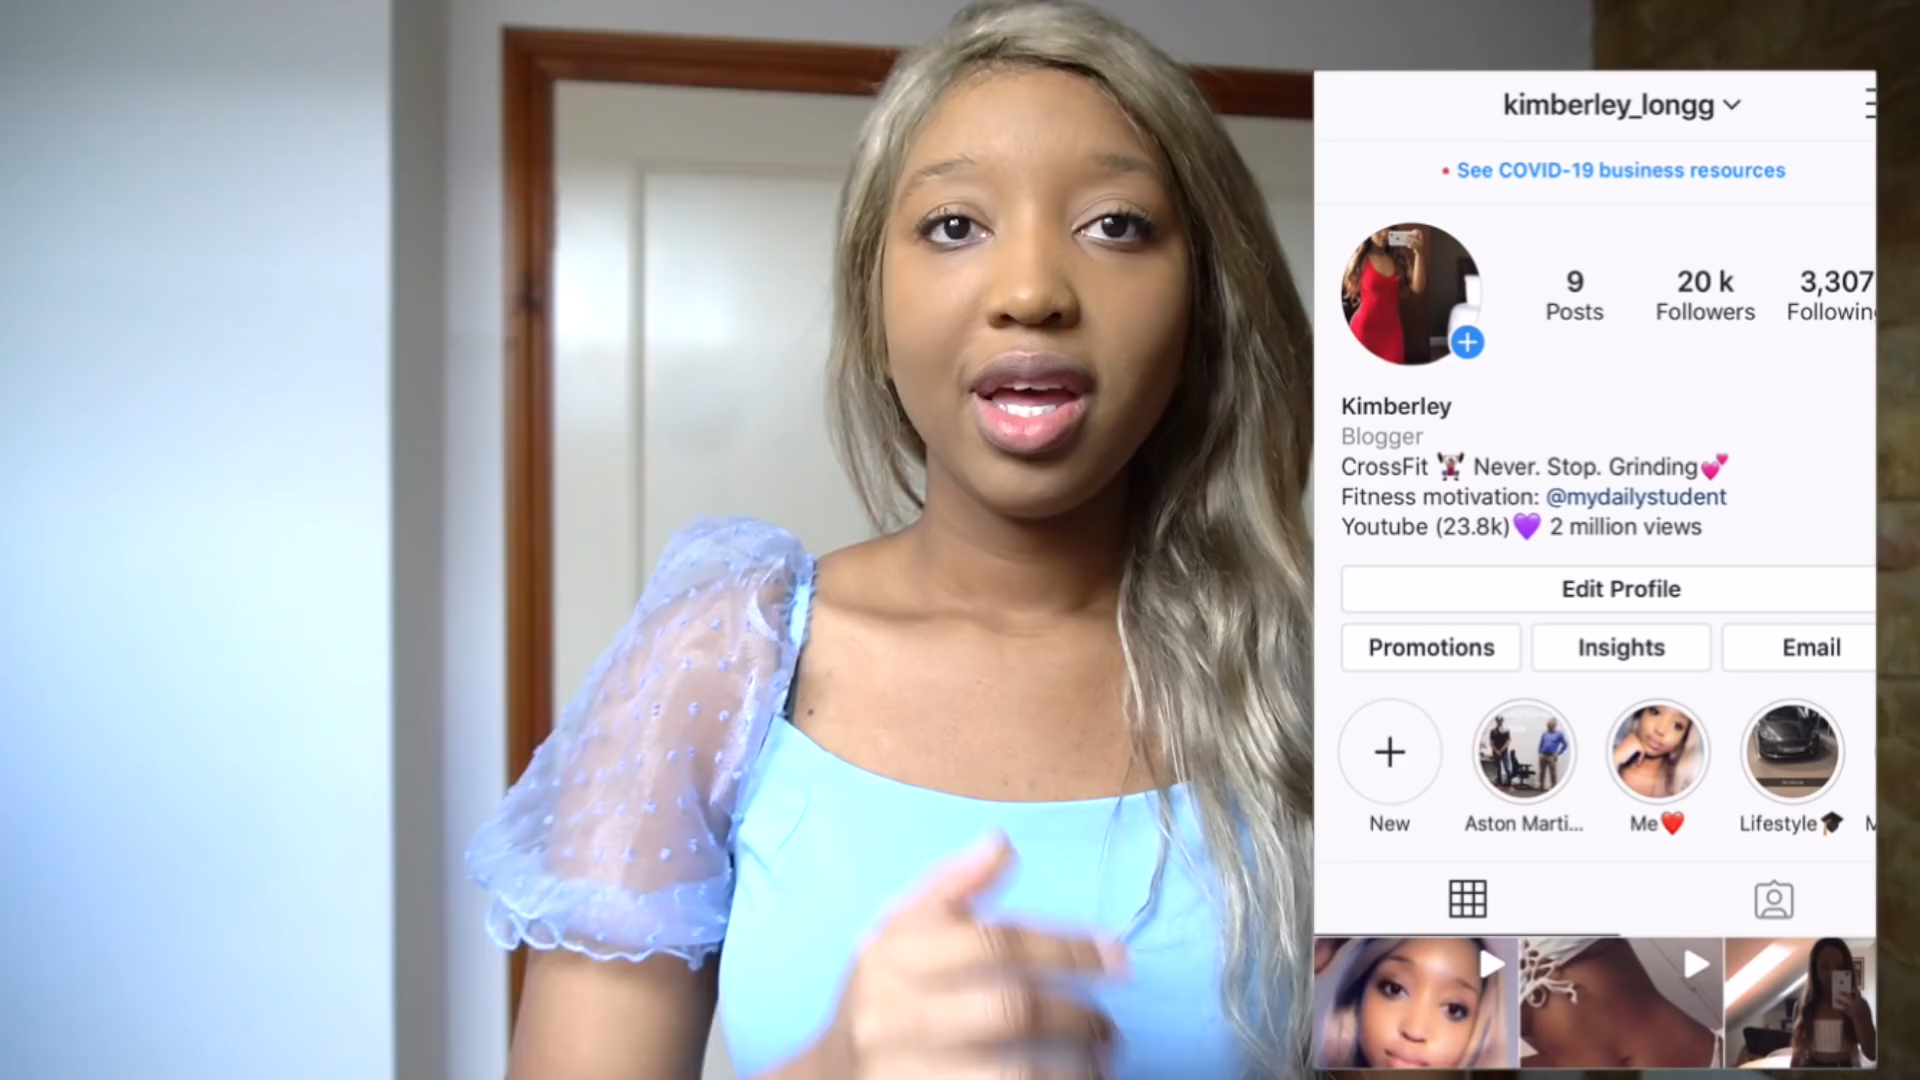 kimberley_longg
See COVID-19 business resources
9
Posts
20 k
Followers
3,307
Followin
Kimberley
Blogger
CrossFit 🏋🏾‍♀️ Never. Stop. Grinding💕
Fitness motivation: @mydailystudent
Youtube (23.8k)💜 2 million views
Edit Profile
Promotions
Insights
Email
New
Aston Marti...
Me❤️
Lifestyle🎓